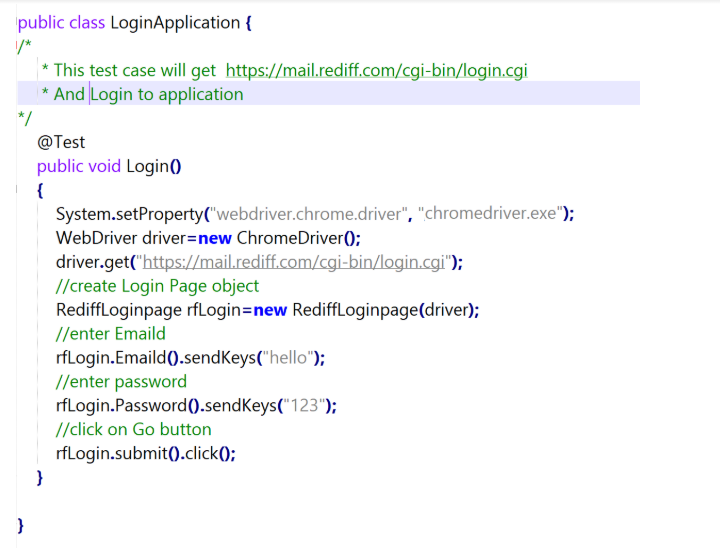 public class LoginApplication {
/*
* This test case will get  https://mail.rediff.com/cgi-bin/login.cgi
* And Login to application
*/
@Test
public void Login()
{
System.setProperty("webdriver.chrome.driver", "chromedriver.exe");
WebDriver driver=new ChromeDriver();
driver.get("https://mail.rediff.com/cgi-bin/login.cgi");
//create Login Page object
RediffLoginpage rfLogin=new RediffLoginpage(driver);
//enter Emaild
rfLogin.Emaild().sendKeys("hello");
//enter password
rfLogin.Password().sendKeys("123");
//click on Go button
rfLogin.submit().click();
}
}